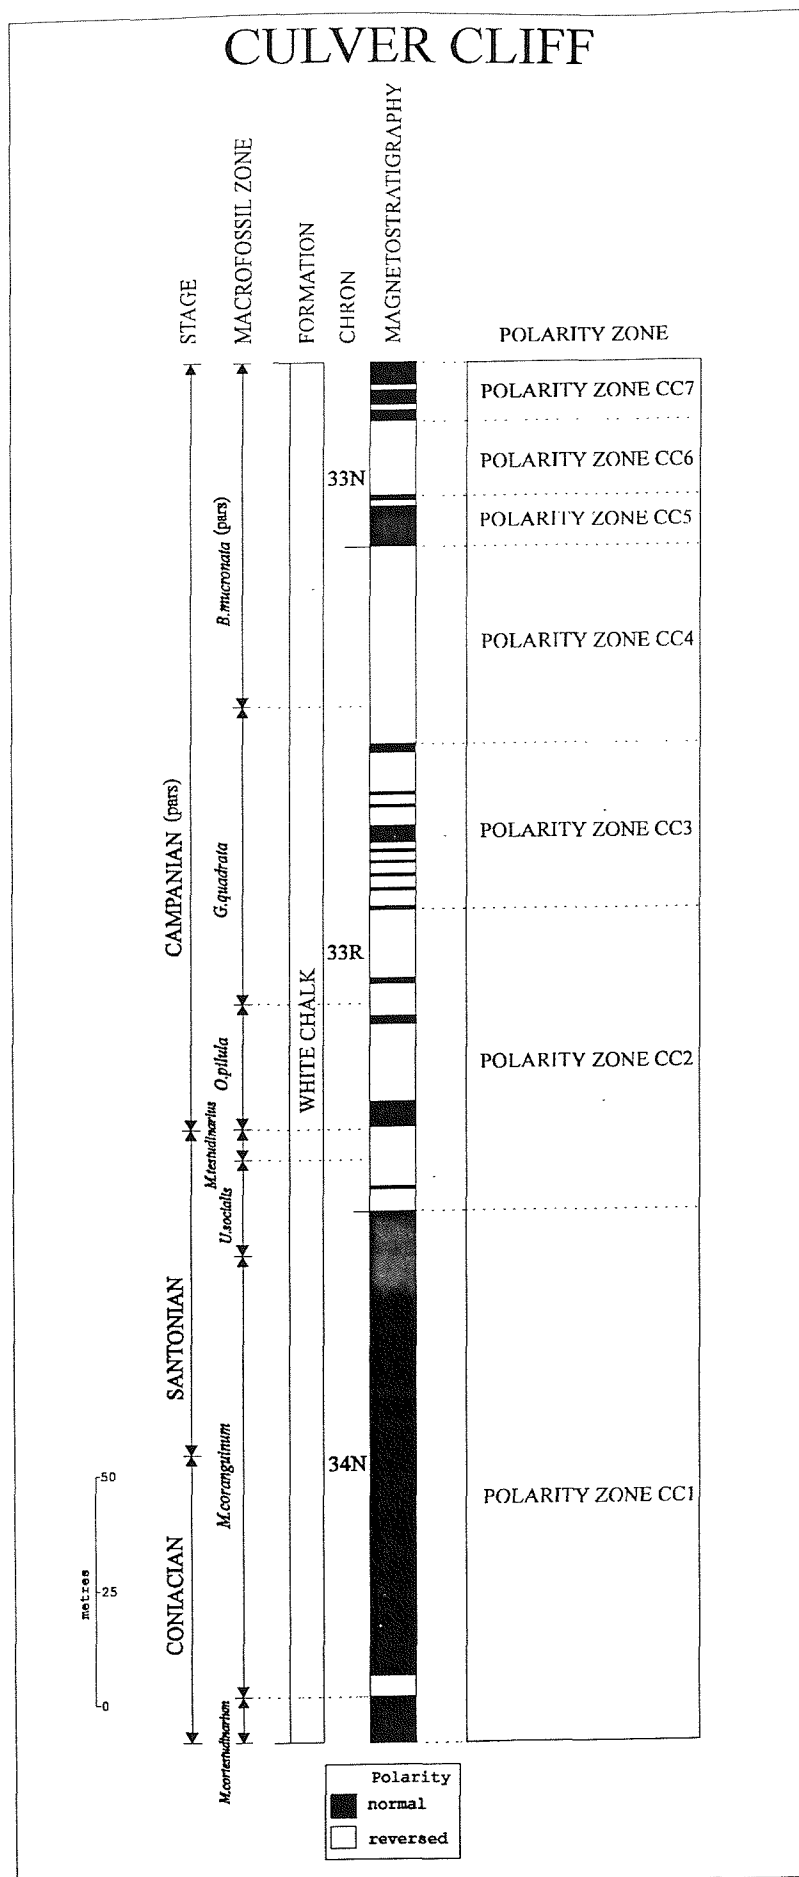 CULVER CLIFF
STAGE
MACROFOSSIL ZONE
FORMATION
CHRON
MAGNETOSTRATIGRAPHY
POLARITY ZONE
CAMPANIAN (pars)
SANTONIAN
CONIACIAN
B.mucronata (pars)
G.quadrata
O.pilula
M.testudinarius
U.socialis
M.coranguinum
M.cortestudinarium
WHITE CHALK
33N
33R
34N
POLARITY ZONE CC7
POLARITY ZONE CC6
POLARITY ZONE CC5
POLARITY ZONE CC4
POLARITY ZONE CC3
POLARITY ZONE CC2
POLARITY ZONE CC1
50
25
0
metres
Polarity
normal
reversed